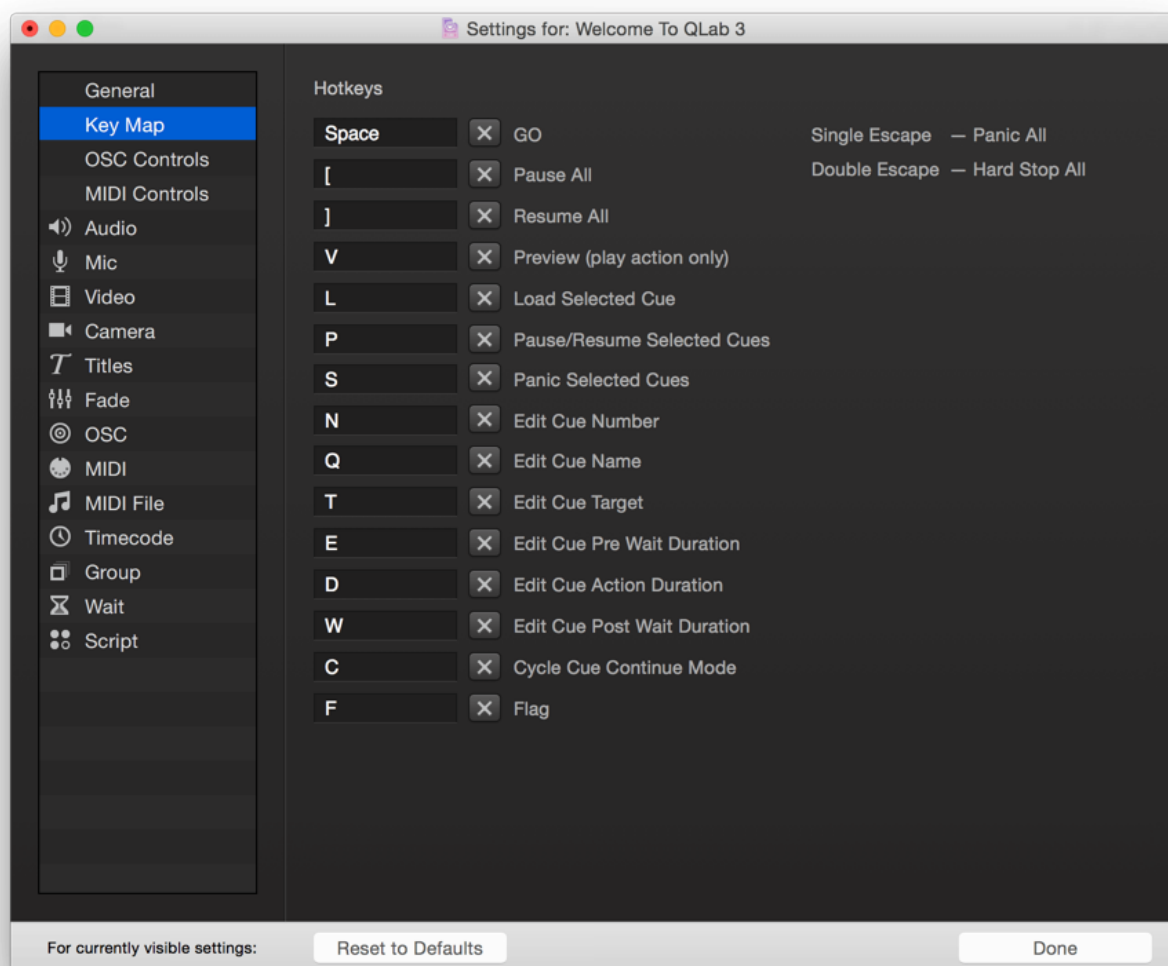 Settings for: Welcome To QLab 3
General
Key Map
OSC Controls
MIDI Controls
Audio
Mic
Video
Camera
Titles
Fade
OSC
MIDI
MIDI File
Timecode
Group
Wait
Script
Hotkeys
Space GO
[ Pause All
] Resume All
V Preview (play action only)
L Load Selected Cue
P Pause/Resume Selected Cues
S Panic Selected Cues
N Edit Cue Number
Q Edit Cue Name
T Edit Cue Target
E Edit Cue Pre Wait Duration
D Edit Cue Action Duration
W Edit Cue Post Wait Duration
C Cycle Cue Continue Mode
F Flag
Single Escape — Panic All
Double Escape — Hard Stop All
For currently visible settings: Reset to Defaults Done